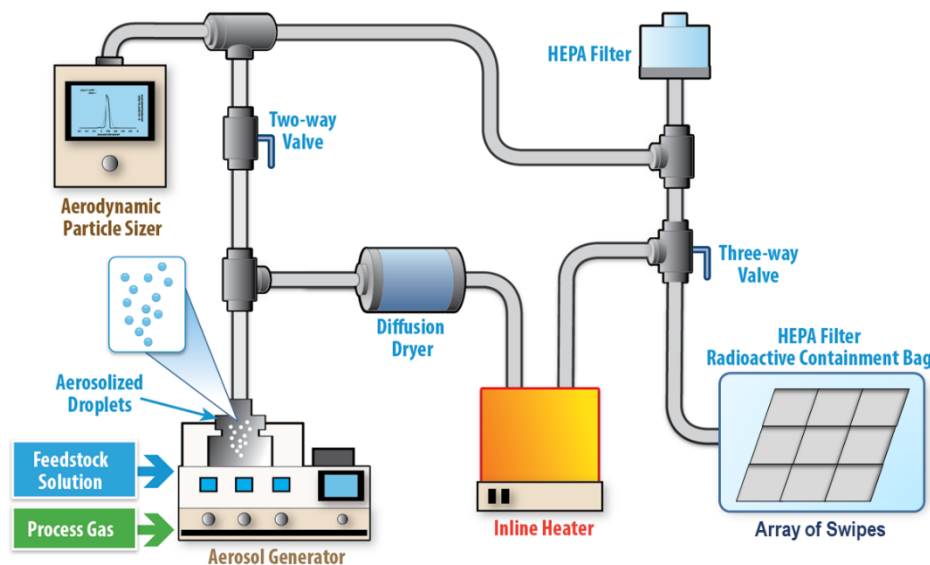 HEPA Filter
Two-way
Valve
Aerodynamic
Particle Sizer
Three-way
Valve
Diffusion
Dryer
HEPA Filter
Radioactive Containment Bag
Aerosolized
Droplets
Feedstock
Solution
Process Gas
Inline Heater
Array of Swipes
Aerosol Generator